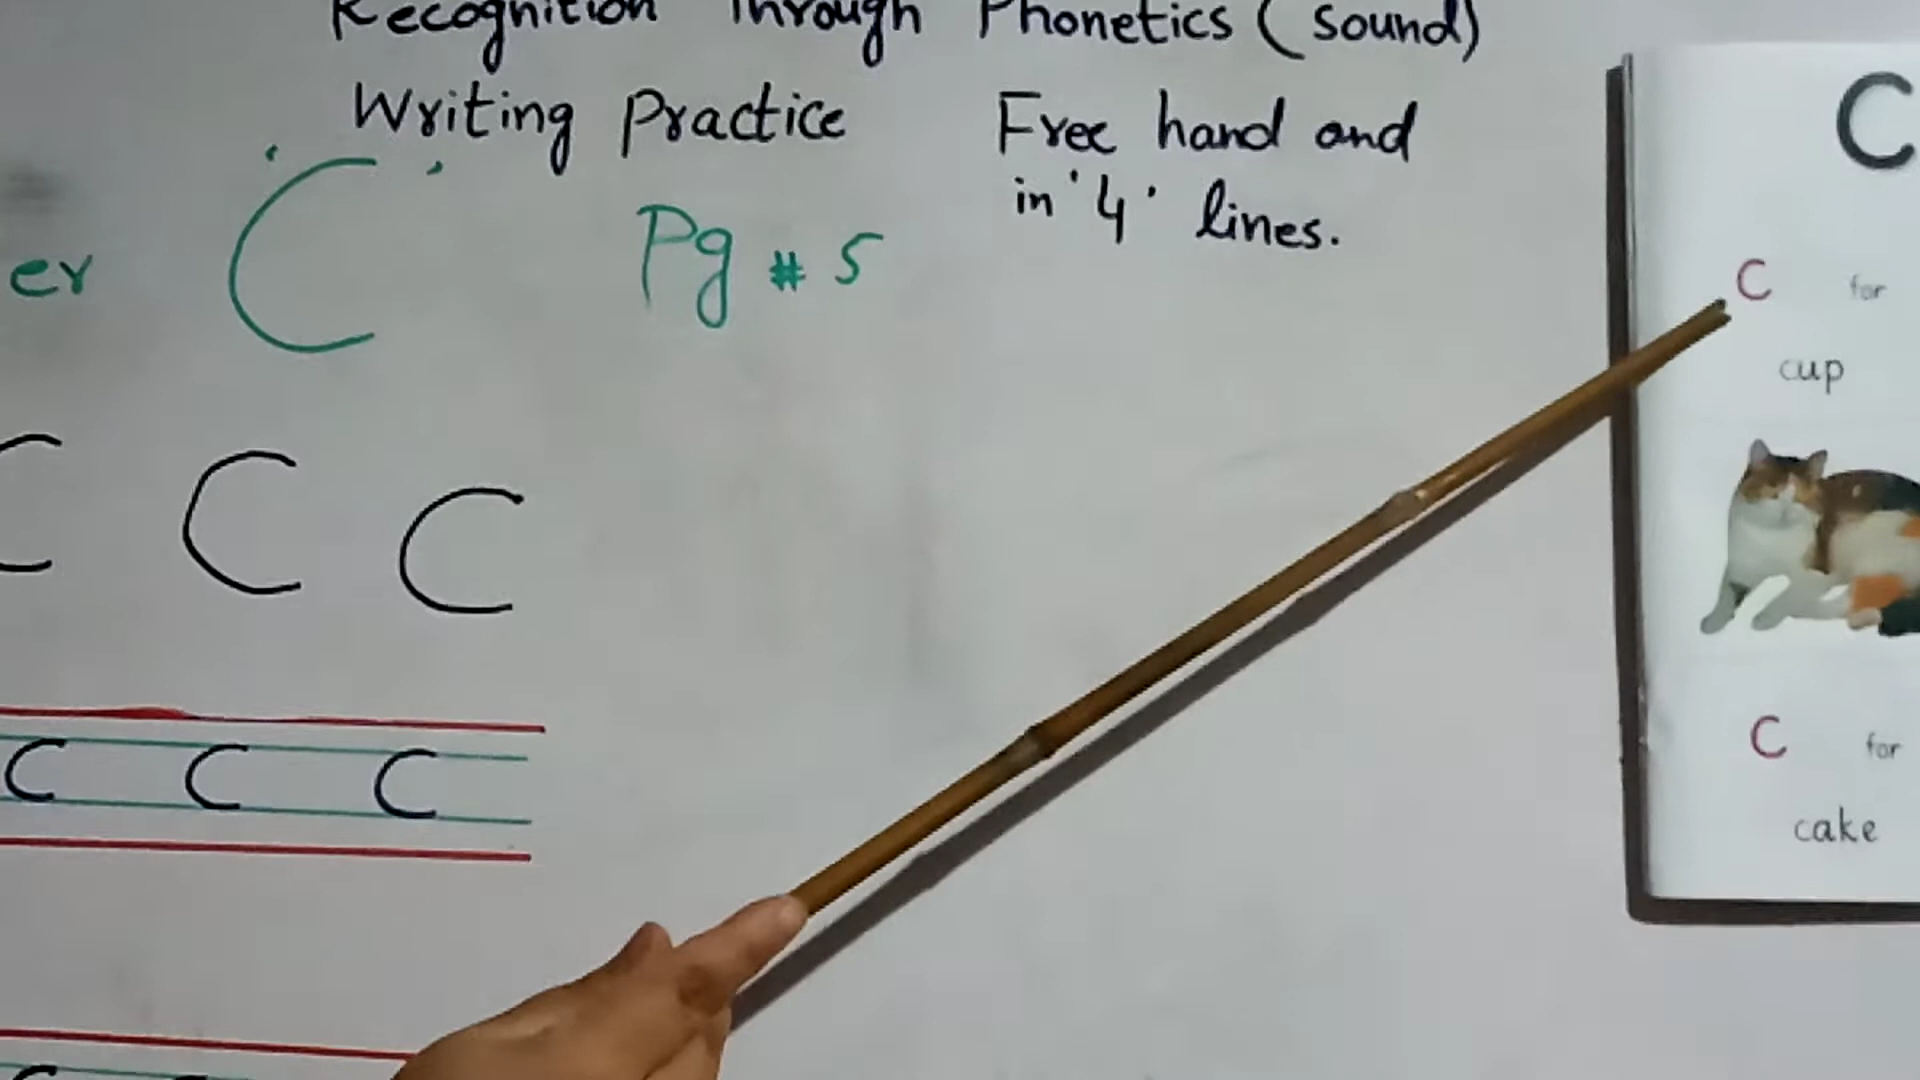 Recognition Through Phonetics (Sound)
Writing Practice Free hand and
in '4' lines.
er 'C' Pg # 5
C C C
C C C
C
C
C for
cup
C for
cake